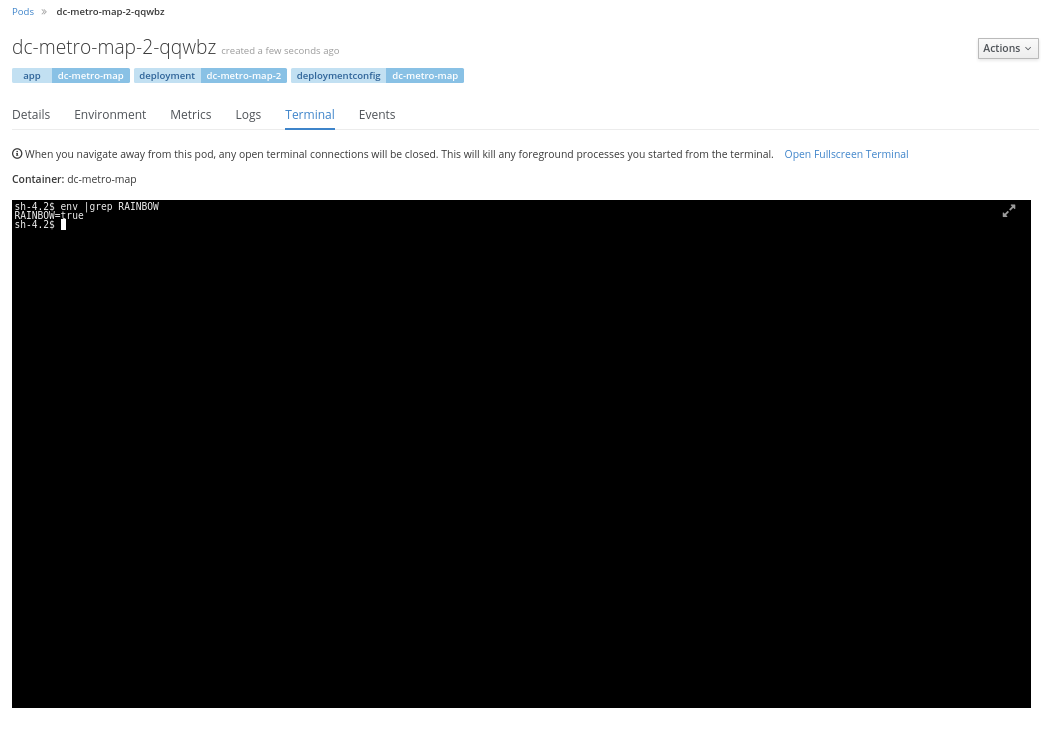 Pods » dc-metro-map-2-qqwbz
dc-metro-map-2-qqwbz created a few seconds ago
Actions
app dc-metro-map deployment dc-metro-map-2 deploymentconfig dc-metro-map
Details Environment Metrics Logs Terminal Events
When you navigate away from this pod, any open terminal connections will be closed. This will kill any foreground processes you started from the terminal. Open Fullscreen Terminal
Container: dc-metro-map
sh-4.2$ env |grep RAINBOW
RAINBOW=true
sh-4.2$